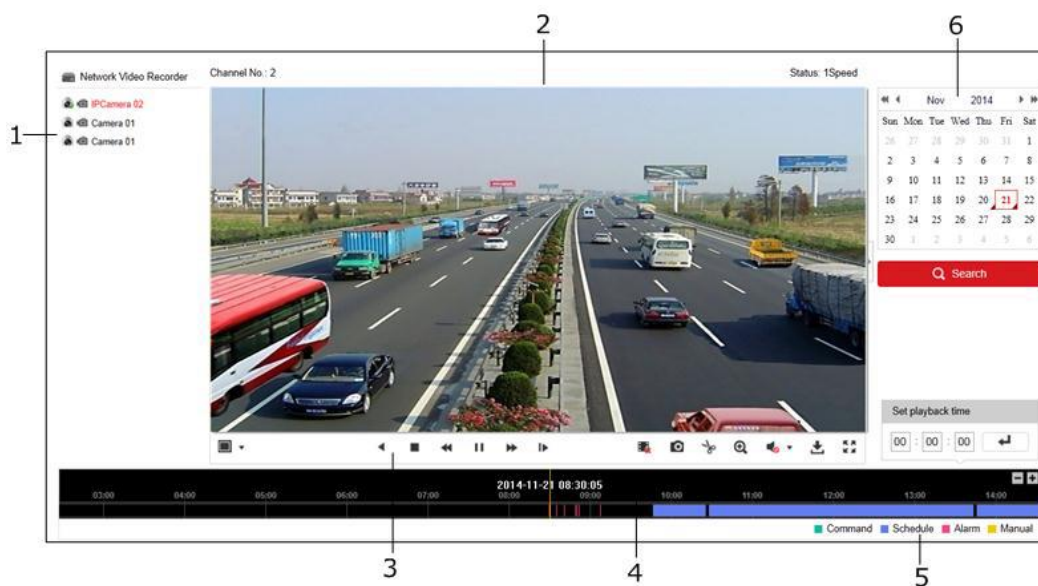 2
6
Network Video Recorder
Channel No.: 2
Status: 1Speed
IPCamera 02
Camera 01
Camera 01
1
Nov 2014
Sun Mon Tue Wed Thu Fri Sat
26 27 28 29 30 31 1
2 3 4 5 6 7 8
9 10 11 12 13 14 15
16 17 18 19 20 21 22
23 24 25 26 27 28 29
30 1 2 3 4 5 6
Search
Set playback time
00 : 00 : 00
2014-11-21 08:30:05
03:00 04:00 05:00 06:00 07:00 08:00 09:00 10:00 11:00 12:00 13:00 14:00
Command Schedule Alarm Manual
3
4
5